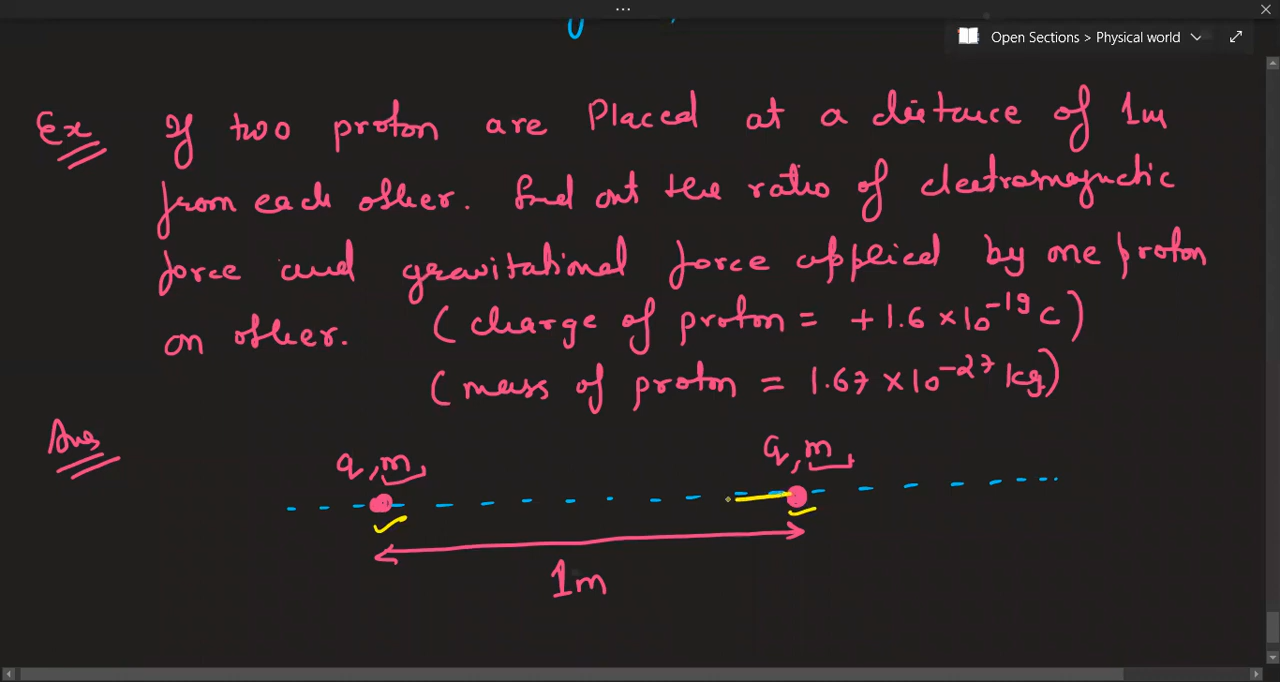 Open Sections > Physical world
Ex If two proton are Placed at a distance of 1m
from each other. find out the ratio of electromagnetic
force and gravitational force applied by one proton
on other. (charge of proton = +1.6 × 10^-19 C)
(mass of proton = 1.67 × 10^-27 kg)
Ans
q, m q, m
1m